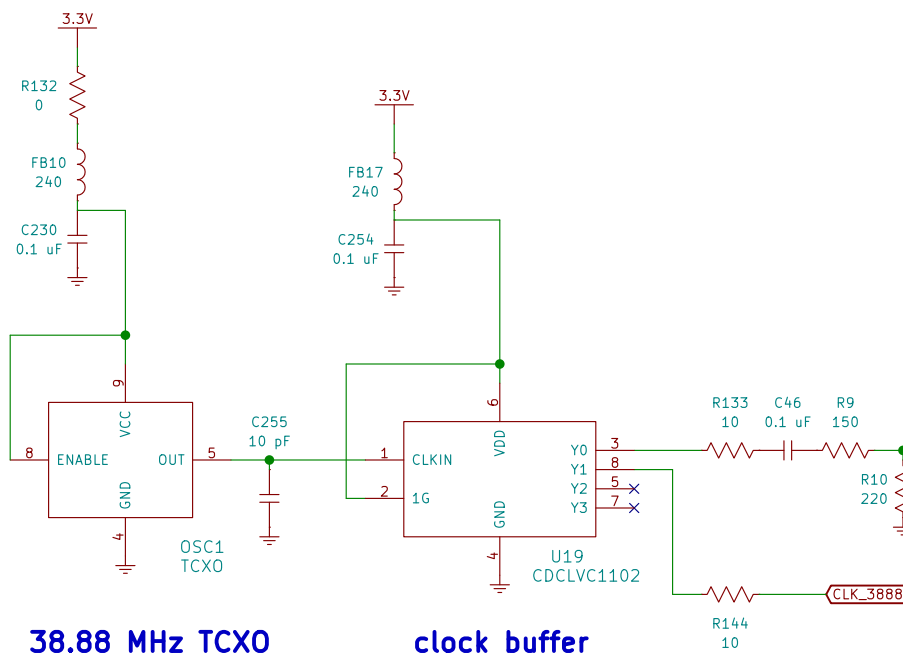 3.3V
R132
0
FB10
240
C230
0.1 uF
3.3V
FB17
240
C254
0.1 uF
9
VCC
8
ENABLE
OUT
5
GND
4
OSC1
TCXO
C255
10 pF
6
VDD
1
CLKIN
2
1G
Y0
3
Y1
8
Y2
5
Y3
7
GND
4
U19
CDCLVC1102
R133
10
C46
0.1 uF
R9
150
R10
220
CLK_3888
R144
10
38.88 MHz TCXO
clock buffer